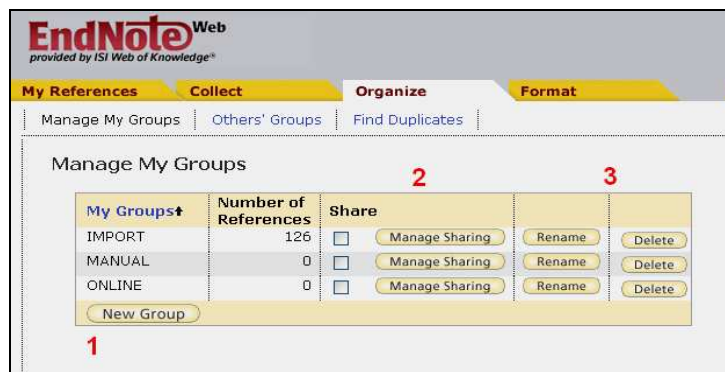 EndNote Web
provided by ISI Web of Knowledge®
My References Collect Organize Format
Manage My Groups Others' Groups Find Duplicates
Manage My Groups
2 3
My Groups Number of References Share
IMPORT 126 Manage Sharing Rename Delete
MANUAL 0 Manage Sharing Rename Delete
ONLINE 0 Manage Sharing Rename Delete
New Group
1